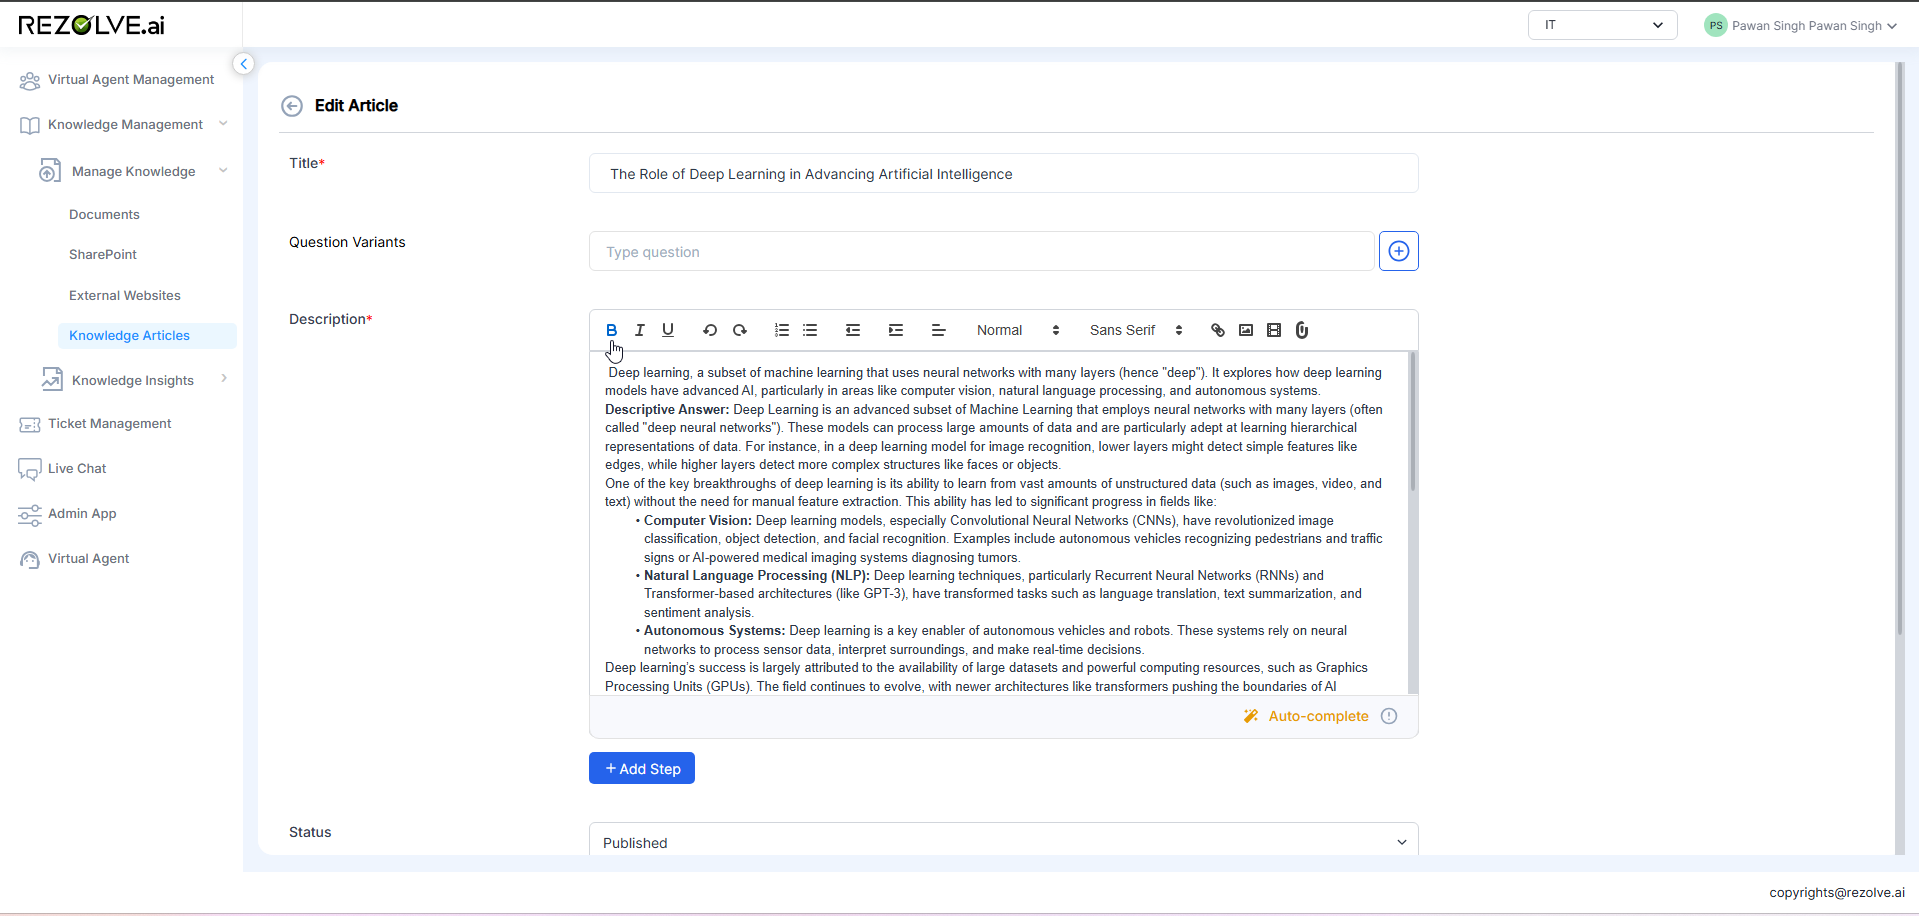 REZOLVE.ai
IT
PS
Pawan Singh Pawan Singh
Virtual Agent Management
Knowledge Management
Manage Knowledge
Documents
SharePoint
External Websites
Knowledge Articles
Knowledge Insights
Ticket Management
Live Chat
Admin App
Virtual Agent
Edit Article
Title*
The Role of Deep Learning in Advancing Artificial Intelligence
Question Variants
Type question
Description*
B I U Normal Sans Serif
Deep learning, a subset of machine learning that uses neural networks with many layers (hence "deep"). It explores how deep learning
models have advanced AI, particularly in areas like computer vision, natural language processing, and autonomous systems.
Descriptive Answer: Deep Learning is an advanced subset of Machine Learning that employs neural networks with many layers (often
called "deep neural networks"). These models can process large amounts of data and are particularly adept at learning hierarchical
representations of data. For instance, in a deep learning model for image recognition, lower layers might detect simple features like
edges, while higher layers detect more complex structures like faces or objects.
One of the key breakthroughs of deep learning is its ability to learn from vast amounts of unstructured data (such as images, video, and
text) without the need for manual feature extraction. This ability has led to significant progress in fields like:
• Computer Vision: Deep learning models, especially Convolutional Neural Networks (CNNs), have revolutionized image
classification, object detection, and facial recognition. Examples include autonomous vehicles recognizing pedestrians and traffic
signs or AI-powered medical imaging systems diagnosing tumors.
• Natural Language Processing (NLP): Deep learning techniques, particularly Recurrent Neural Networks (RNNs) and
Transformer-based architectures (like GPT-3), have transformed tasks such as language translation, text summarization, and
sentiment analysis.
• Autonomous Systems: Deep learning is a key enabler of autonomous vehicles and robots. These systems rely on neural
networks to process sensor data, interpret surroundings, and make real-time decisions.
Deep learning’s success is largely attributed to the availability of large datasets and powerful computing resources, such as Graphics
Processing Units (GPUs). The field continues to evolve, with newer architectures like transformers pushing the boundaries of AI
Auto-complete
+ Add Step
Status
Published
copyrights@rezolve.ai